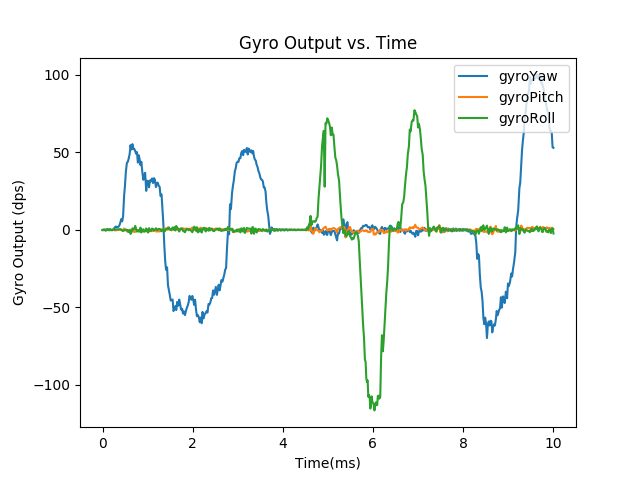 Gyro Output vs. Time
gyroYaw
gyroPitch
gyroRoll
100
50
0
−50
−100
Gyro Output (dps)
0 2 4 6 8 10
Time(ms)